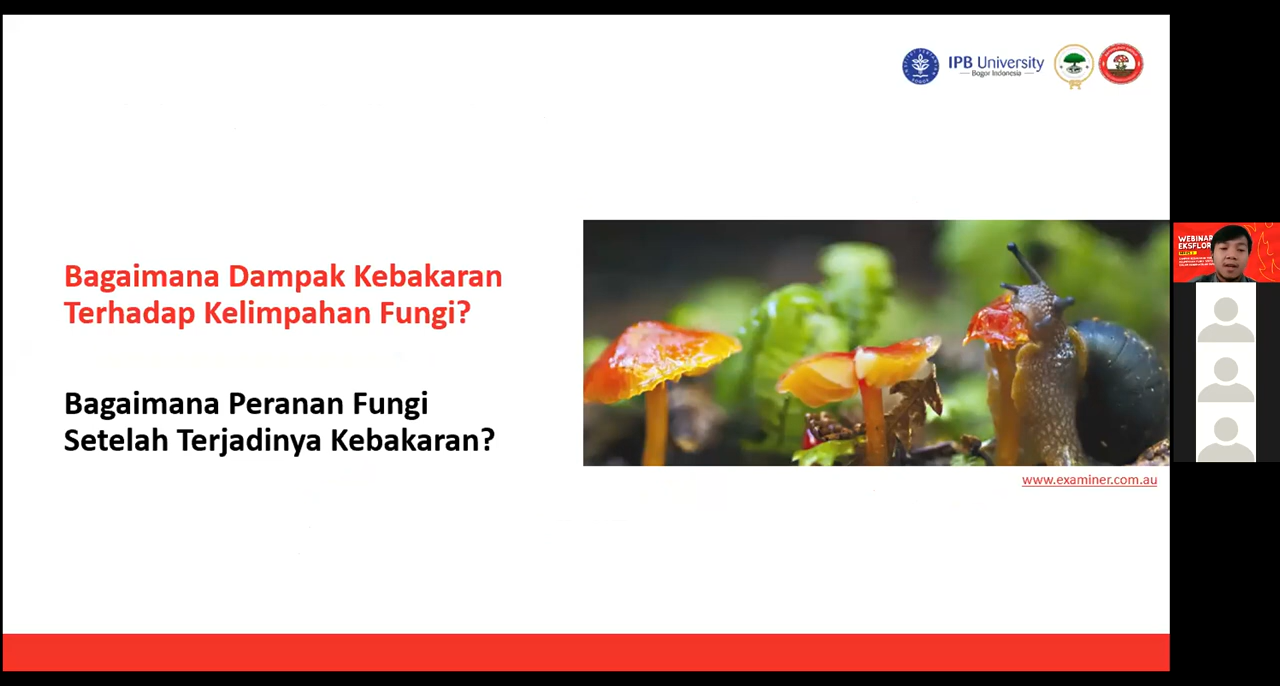 IPB University
Bogor Indonesia
Bagaimana Dampak Kebakaran
Terhadap Kelimpahan Fungi?
Bagaimana Peranan Fungi
Setelah Terjadinya Kebakaran?
www.examiner.com.au
WEBINAR